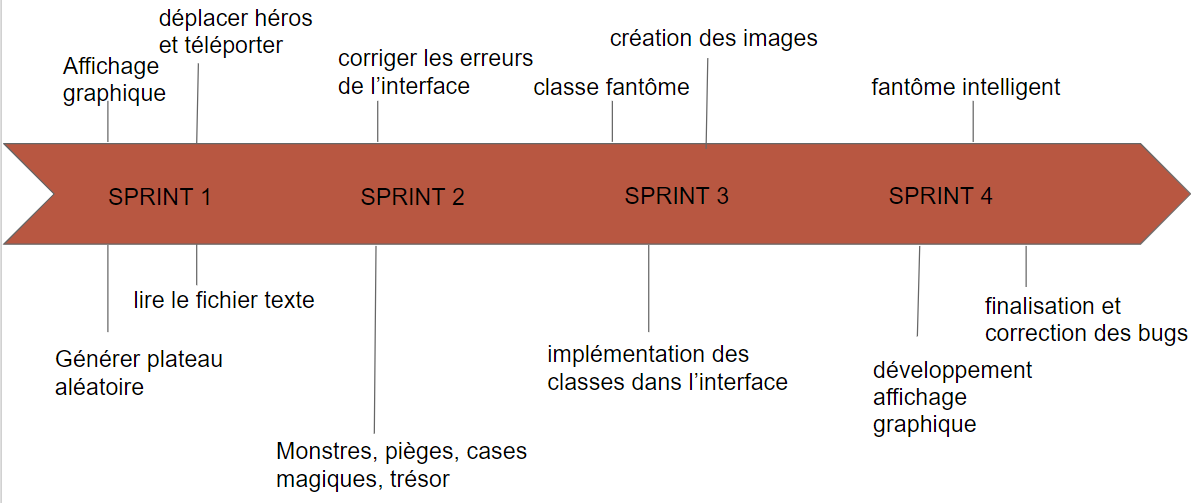 déplacer héros
et téléporter
Affichage
graphique
corriger les erreurs
de l'interface
classe fantôme
création des images
fantôme intelligent
SPRINT 1
SPRINT 2
SPRINT 3
SPRINT 4
lire le fichier texte
Générer plateau
aléatoire
Monstres, pièges, cases
magiques, trésor
implémentation des
classes dans l'interface
finalisation et
correction des bugs
développement
affichage
graphique